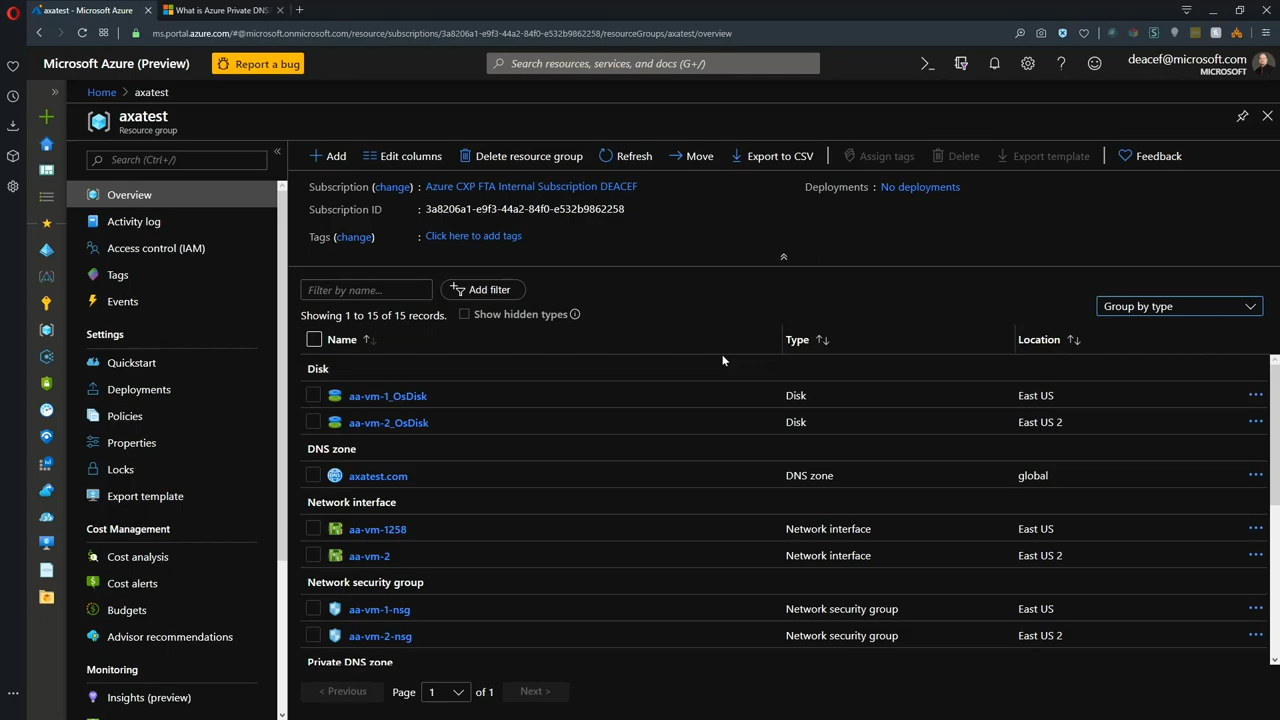 axatest - Microsoft Azure
What is Azure Private DNS
ms.portal.azure.com/#@microsoft.onmicrosoft.com/resource/subscriptions/3a8206a1-e9f3-44a2-84f0-e532b9862258/resourceGroups/axatest/overview
Microsoft Azure (Preview)
Report a bug
Search resources, services, and docs (G+/)
deacef@microsoft.com
MICROSOFT
Home > axatest
axatest
Resource group
Search (Ctrl+/)
Overview
Activity log
Access control (IAM)
Tags
Events
Settings
Quickstart
Deployments
Policies
Properties
Locks
Export template
Cost Management
Cost analysis
Cost alerts
Budgets
Advisor recommendations
Monitoring
Insights (preview)
Add
Edit columns
Delete resource group
Refresh
Move
Export to CSV
Assign tags
Delete
Export template
Feedback
Subscription (change) : Azure CXP FTA Internal Subscription DEACEF
Deployments : No deployments
Subscription ID : 3a8206a1-e9f3-44a2-84f0-e532b9862258
Tags (change) : Click here to add tags
Filter by name...
Add filter
Showing 1 to 15 of 15 records.
Show hidden types
Group by type
Name Type Location
Disk
aa-vm-1_OsDisk Disk East US
aa-vm-2_OsDisk Disk East US 2
DNS zone
axatest.com DNS zone global
Network interface
aa-vm-1258 Network interface East US
aa-vm-2 Network interface East US 2
Network security group
aa-vm-1-nsg Network security group East US
aa-vm-2-nsg Network security group East US 2
Private DNS zone
< Previous Page 1 of 1 Next >